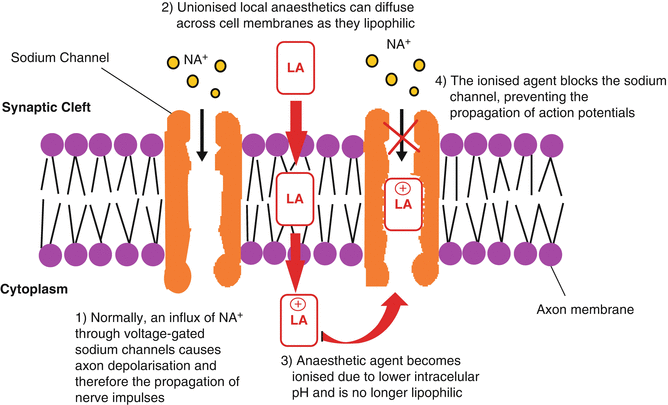 2) Unionised local anaesthetics can diffuse
across cell membranes as they lipophilic
NA+
LA
NA+
Sodium Channel
4) The ionised agent blocks the sodium
channel, preventing the
propagation of action potentials
Synaptic Cleft
LA
+
LA
Cytoplasm
+
LA
Axon membrane
1) Normally, an influx of NA+
through voltage-gated
sodium channels causes
axon depolarisation and
therefore the propagation of
nerve impulses
3) Anaesthetic agent becomes
ionised due to lower intracelular
pH and is no longer lipophilic